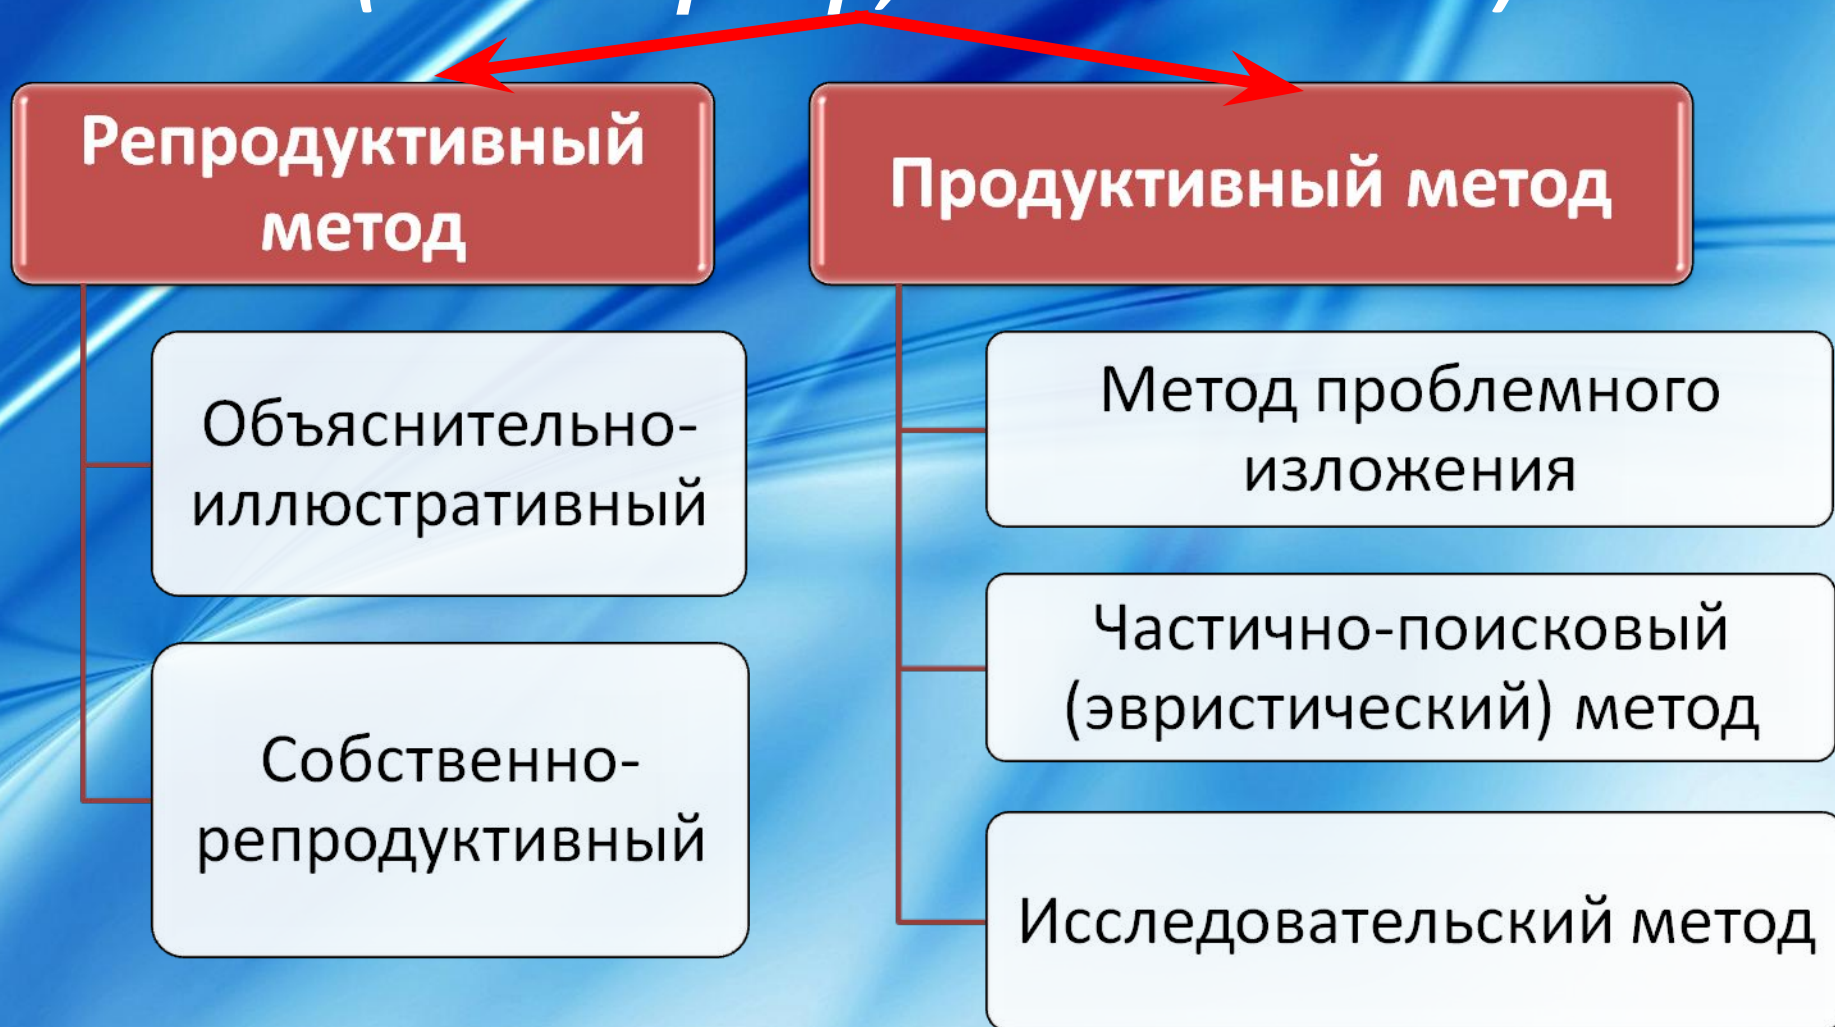 Репродуктивный
метод
Продуктивный метод
Объяснительно-
иллюстративный
Собственно-
репродуктивный
Метод проблемного
изложения
Частично-поисковый
(эвристический) метод
Исследовательский метод